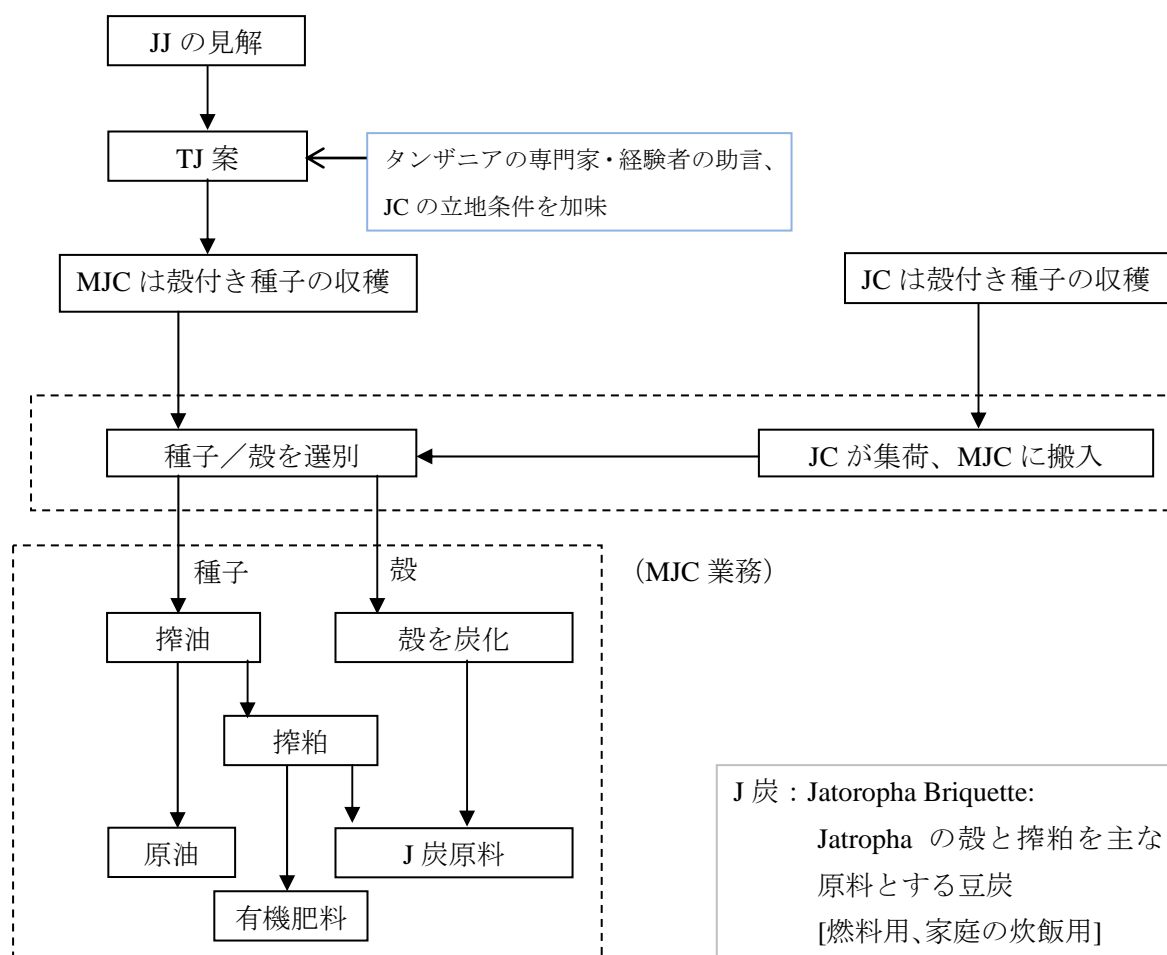 JJ の見解
TJ 案
タンザニアの専門家・経験者の助言、
JC の立地条件を加味
MJC は殻付き種子の収穫
JC は殻付き種子の収穫
種子／殻を選別
JC が集荷、MJC に搬入
種子
殻
（MJC 業務）
搾油
殻を炭化
搾粕
原油
J 炭原料
有機肥料
J 炭：Jatoropha Briquette:
Jatropha の殻と搾粕を主な
原料とする豆炭
[燃料用、家庭の炊飯用]